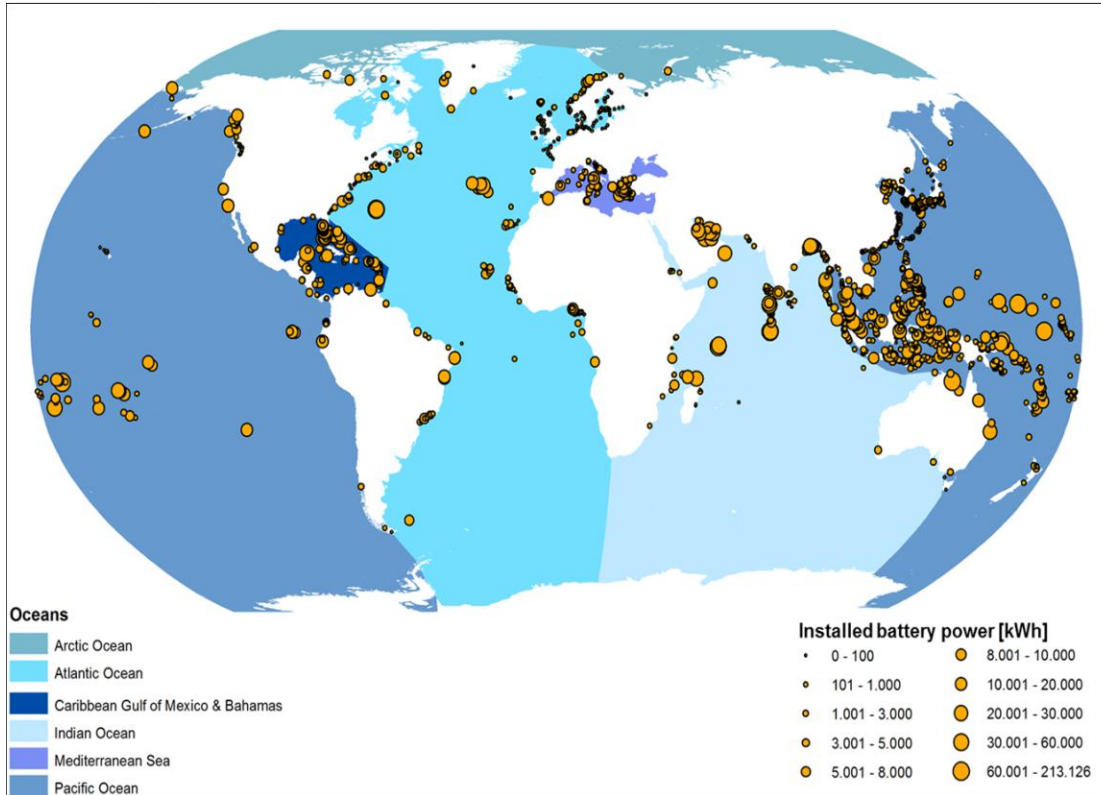 Oceans
Arctic Ocean
Atlantic Ocean
Caribbean Gulf of Mexico & Bahamas
Indian Ocean
Mediterranean Sea
Pacific Ocean
Installed battery power [kWh]
0 - 100
101 - 1.000
1.001 - 3.000
3.001 - 5.000
5.001 - 8.000
8.001 - 10.000
10.001 - 20.000
20.001 - 30.000
30.001 - 60.000
60.001 - 213.126